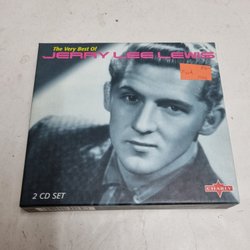 The Very Best Of
JERRY LEE LEWIS
2 CD SET
CHARLY